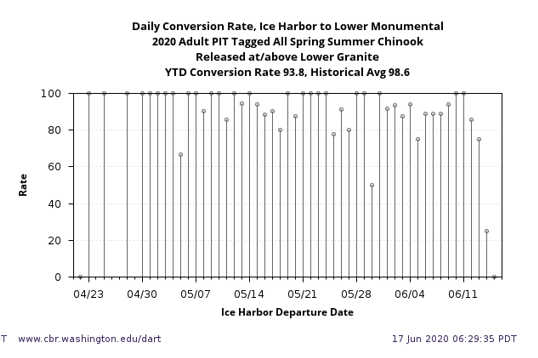 Daily Conversion Rate, Ice Harbor to Lower Monumental
2020 Adult PIT Tagged All Spring Summer Chinook
Released at/above Lower Granite
YTD Conversion Rate 93.8, Historical Avg 98.6
100
80
60
40
20
0
Rate
04/23 04/30 05/07 05/14 05/21 05/28 06/04 06/11
Ice Harbor Departure Date
T www.cbr.washington.edu/dart 17 Jun 2020 06:29:35 PDT